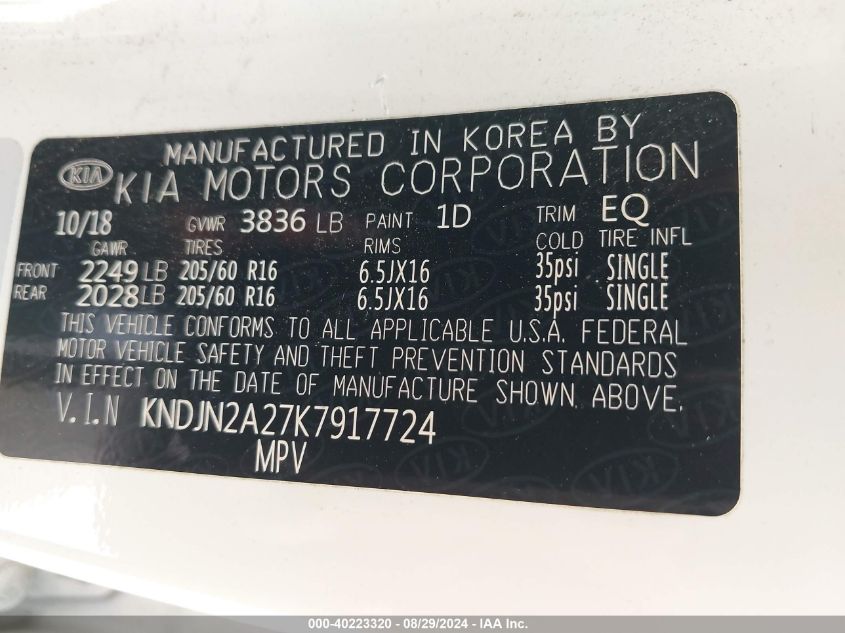 MANUFACTURED IN KOREA BY
KIA KIA MOTORS CORPORATION
10/18 GVWR 3836 LB PAINT 1D TRIM EQ
GAWR TIRES RIMS COLD TIRE INFL
FRONT 2249 LB 205/60 R16 6.5JX16 35psi SINGLE
REAR 2028 LB 205/60 R16 6.5JX16 35psi SINGLE
THIS VEHICLE CONFORMS TO ALL APPLICABLE U.S.A. FEDERAL
MOTOR VEHICLE SAFETY AND THEFT PREVENTION STANDARDS
IN EFFECT ON THE DATE OF MANUFACTURE SHOWN ABOVE.
V.I.N KNDJN2A27K7917724
MPV
000-40223320 - 08/29/2024 - IAA Inc.